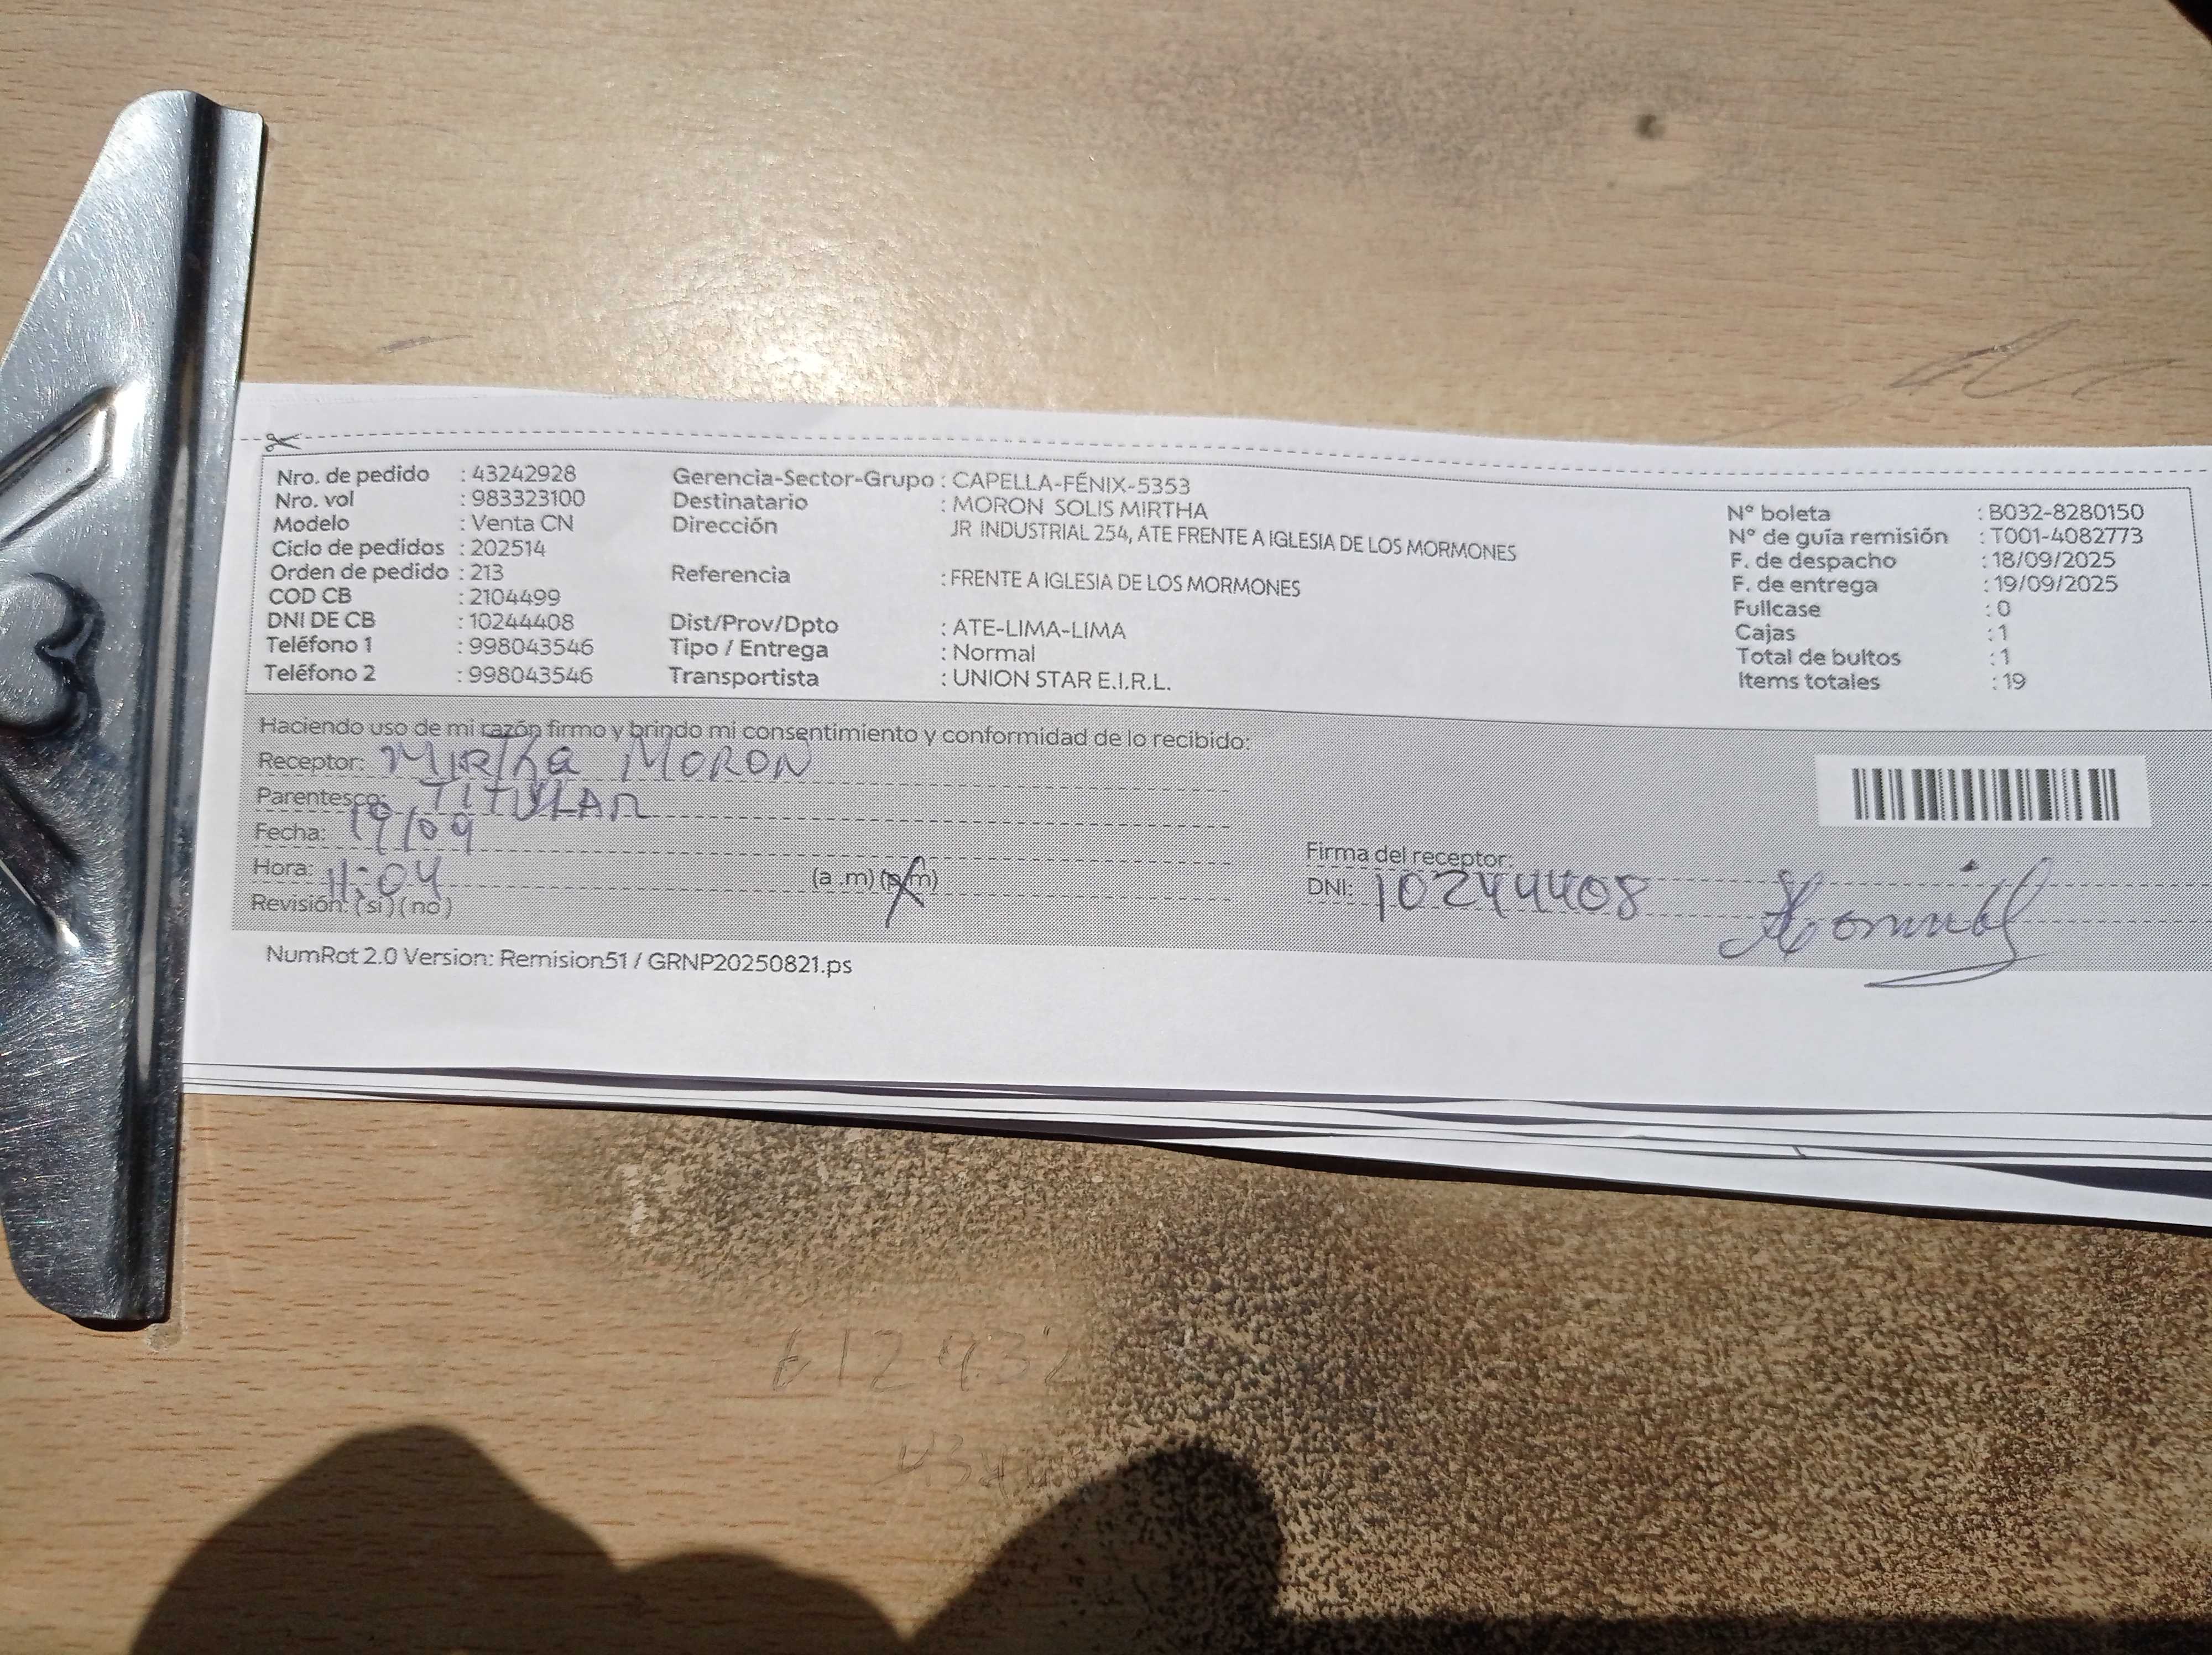 Nro. de pedido : 43242928
Nro. vol : 983323100
Modelo : Venta CN
Ciclo de pedidos : 202514
Orden de pedido : 213
COD CB : 2104499
DNI DE CB : 10244408
Teléfono 1 : 998043546
Teléfono 2 : 998043546
Gerencia-Sector-Grupo : CAPELLA-FÉNIX-5353
Destinatario : MORON SOLIS MIRTHA
Dirección JR INDUSTRIAL 254, ATE FRENTE A IGLESIA DE LOS MORMONES
Referencia : FRENTE A IGLESIA DE LOS MORMONES
Dist/Prov/Dpto : ATE-LIMA-LIMA
Tipo / Entrega : Normal
Transportista : UNION STAR E.I.R.L.
N° boleta : B032-8280150
N° de guía remisión : T001-4082773
F. de despacho : 18/09/2025
F. de entrega : 19/09/2025
Fullcase : 0
Cajas : 1
Total de bultos : 1
Items totales : 19
Haciendo uso de mi razón firmo y brindo mi consentimiento y conformidad de lo recibido:
Receptor: Mirtha MORON
Parentesco: TITULAR
Fecha: 19/09
Hora: 11:04 (a .m) (p.m)
Revisión: (si) (no)
Firma del receptor:
DNI: 10244408
NumRot 2.0 Version: Remision51 / GRNP20250821.ps